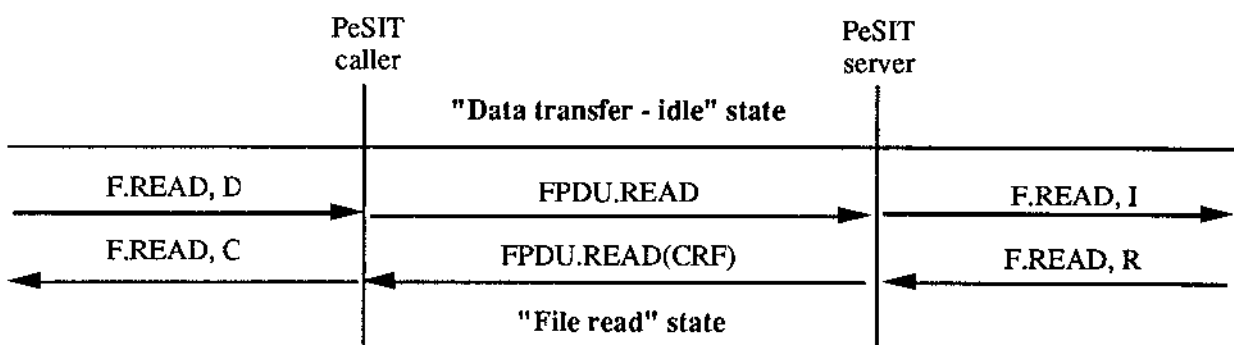 PeSIT
caller
PeSIT
server
"Data transfer - idle" state
F.READ, D
FPDU.READ
F.READ, I
F.READ, C
FPDU.READ(CRF)
F.READ, R
"File read" state